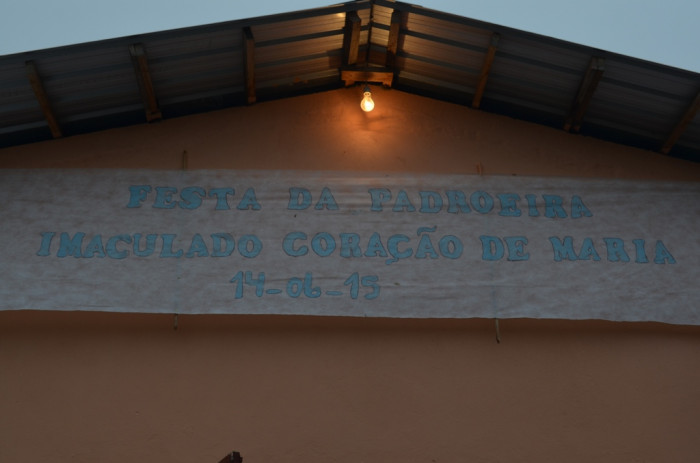 FESTA DA PADROEIRA
IMACULADO CORAÇÃO DE MARIA
14-06-15